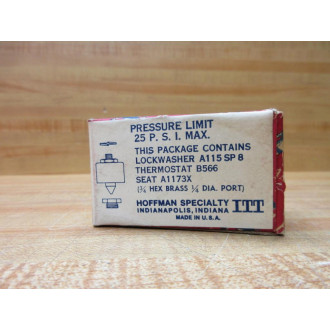 PRESSURE LIMIT
25 P. S. I. MAX.
THIS PACKAGE CONTAINS
LOCKWASHER A115 SP 8
THERMOSTAT B566
SEAT A1173X
(¾ HEX BRASS ¼ DIA. PORT)
HOFFMAN SPECIALTY ITT
INDIANAPOLIS, INDIANA
MADE IN U.S.A.